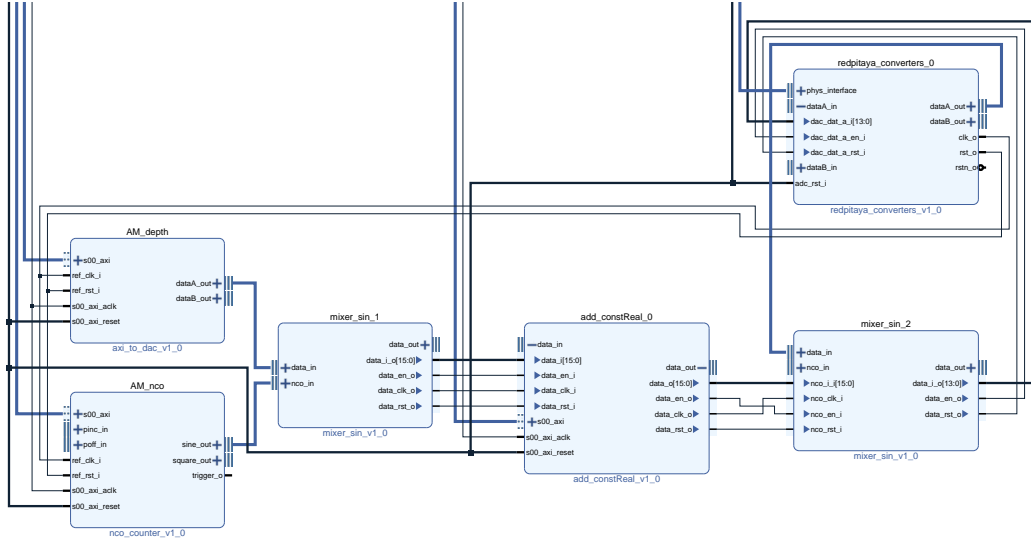 redpitaya_converters_0
phys_interface
dataA_in
dac_dat_a_i[13:0]
dac_dat_a_en_i
dac_dat_a_rst_i
dataB_in
adc_rst_i
dataA_out
dataB_out
clk_o
rst_o
rstn_o
redpitaya_converters_v1_0
AM_depth
s00_axi
ref_clk_i
ref_rst_i
s00_axi_aclk
s00_axi_reset
dataA_out
dataB_out
axi_to_dac_v1_0
mixer_sin_1
data_in
nco_in
data_out
data_i_o[15:0]
data_en_o
data_clk_o
data_rst_o
mixer_sin_v1_0
add_constReal_0
data_in
data_i[15:0]
data_en_i
data_clk_i
data_rst_i
s00_axi
s00_axi_aclk
s00_axi_reset
data_out
data_o[15:0]
data_en_o
data_clk_o
data_rst_o
add_constReal_v1_0
mixer_sin_2
data_in
nco_in
nco_i_i[15:0]
nco_clk_i
nco_en_i
nco_rst_i
data_out
data_i_o[13:0]
data_en_o
data_rst_o
mixer_sin_v1_0
AM_nco
s00_axi
pinc_in
poff_in
ref_clk_i
ref_rst_i
s00_axi_aclk
s00_axi_reset
sine_out
square_out
trigger_o
nco_counter_v1_0